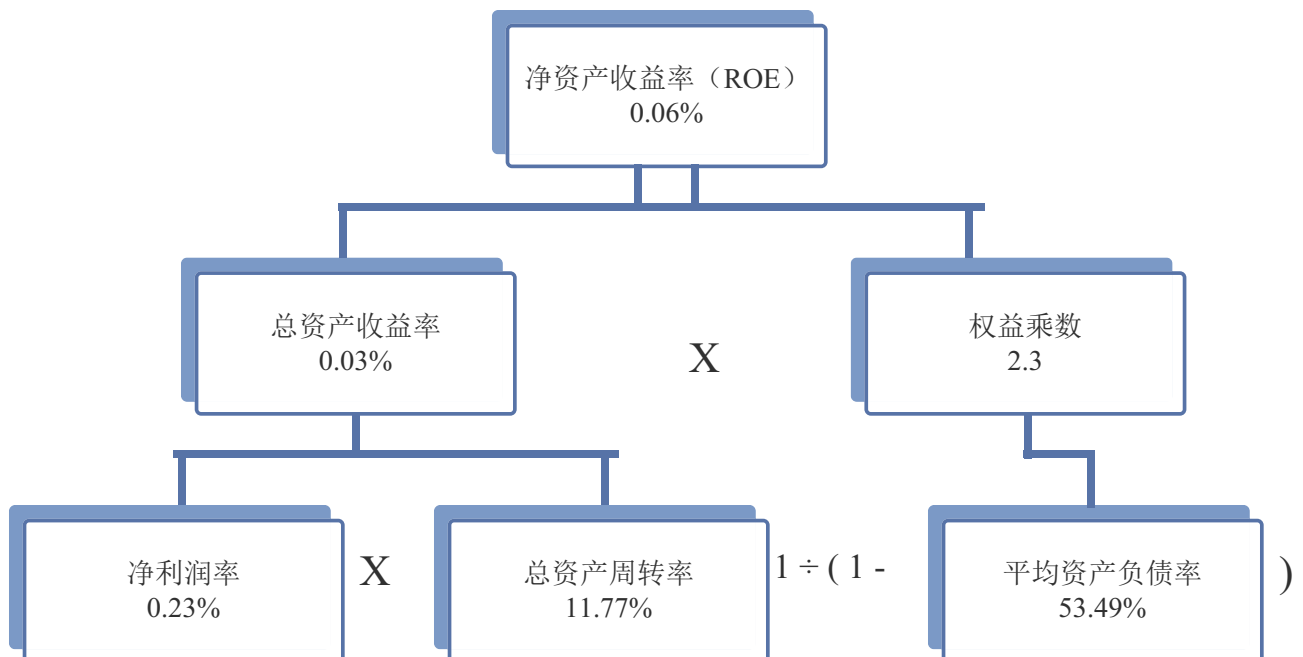 净资产收益率（ROE）
0.06%
总资产收益率
0.03%
X
权益乘数
2.3
净利润率
0.23%
X
总资产周转率
11.77%
1 ÷ ( 1 -
平均资产负债率
53.49%
)